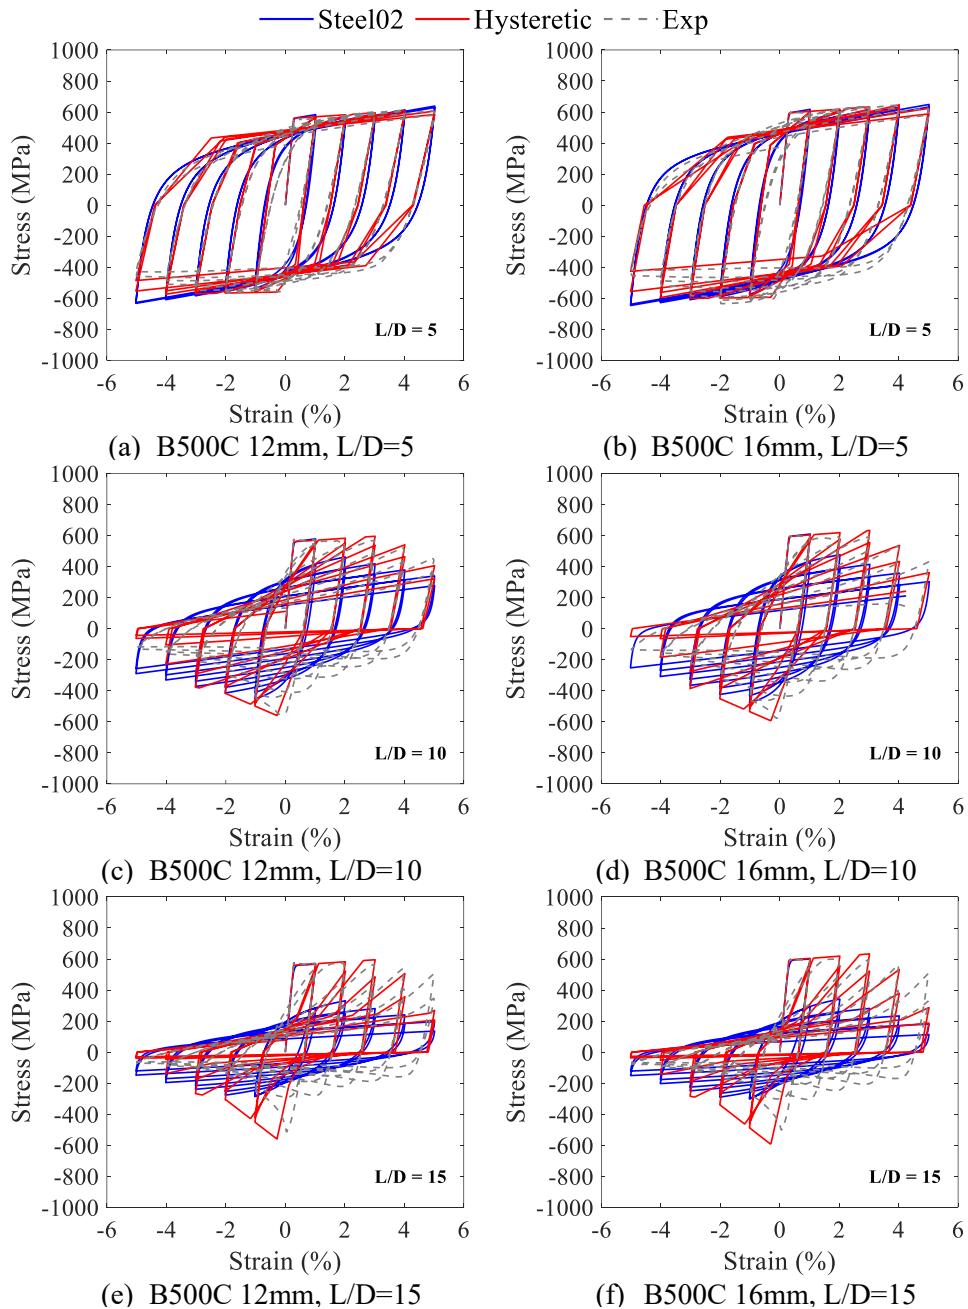 Steel02 Hysteretic Exp
1000 1000
800 800
600 600
400 400
200 200
0 0
-200 -200
-400 -400
-600 -600
-800 -800
-1000 -1000
Stress (MPa) Stress (MPa)
L/D = 5 L/D = 5
-6 -4 -2 0 2 4 6 -6 -4 -2 0 2 4 6
Strain (%) Strain (%)
(a) B500C 12mm, L/D=5 (b) B500C 16mm, L/D=5
1000 1000
800 800
600 600
400 400
200 200
0 0
-200 -200
-400 -400
-600 -600
-800 -800
-1000 -1000
Stress (MPa) Stress (MPa)
L/D = 10 L/D = 10
-6 -4 -2 0 2 4 6 -6 -4 -2 0 2 4 6
Strain (%) Strain (%)
(c) B500C 12mm, L/D=10 (d) B500C 16mm, L/D=10
1000 1000
800 800
600 600
400 400
200 200
0 0
-200 -200
-400 -400
-600 -600
-800 -800
-1000 -1000
Stress (MPa) Stress (MPa)
L/D = 15 L/D = 15
-6 -4 -2 0 2 4 6 -6 -4 -2 0 2 4 6
Strain (%) Strain (%)
(e) B500C 12mm, L/D=15 (f) B500C 16mm, L/D=15